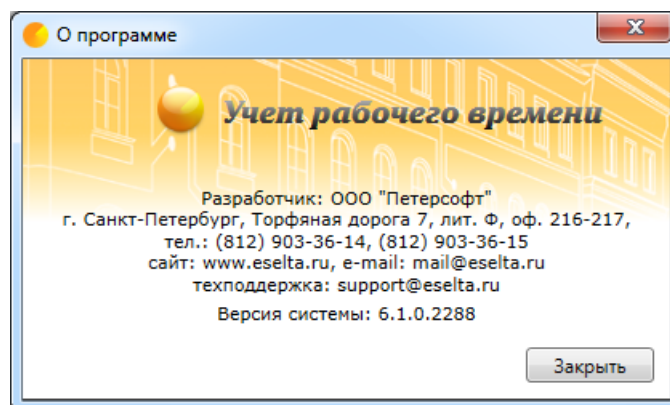 О программе
Учет рабочего времени
Разработчик: ООО "Петерсофт"
г. Санкт-Петербург, Торфяная дорога 7, лит. Ф, оф. 216-217,
тел.: (812) 903-36-14, (812) 903-36-15
сайт: www.eselta.ru, e-mail: mail@eselta.ru
техподдержка: support@eselta.ru
Версия системы: 6.1.0.2288
Закрыть